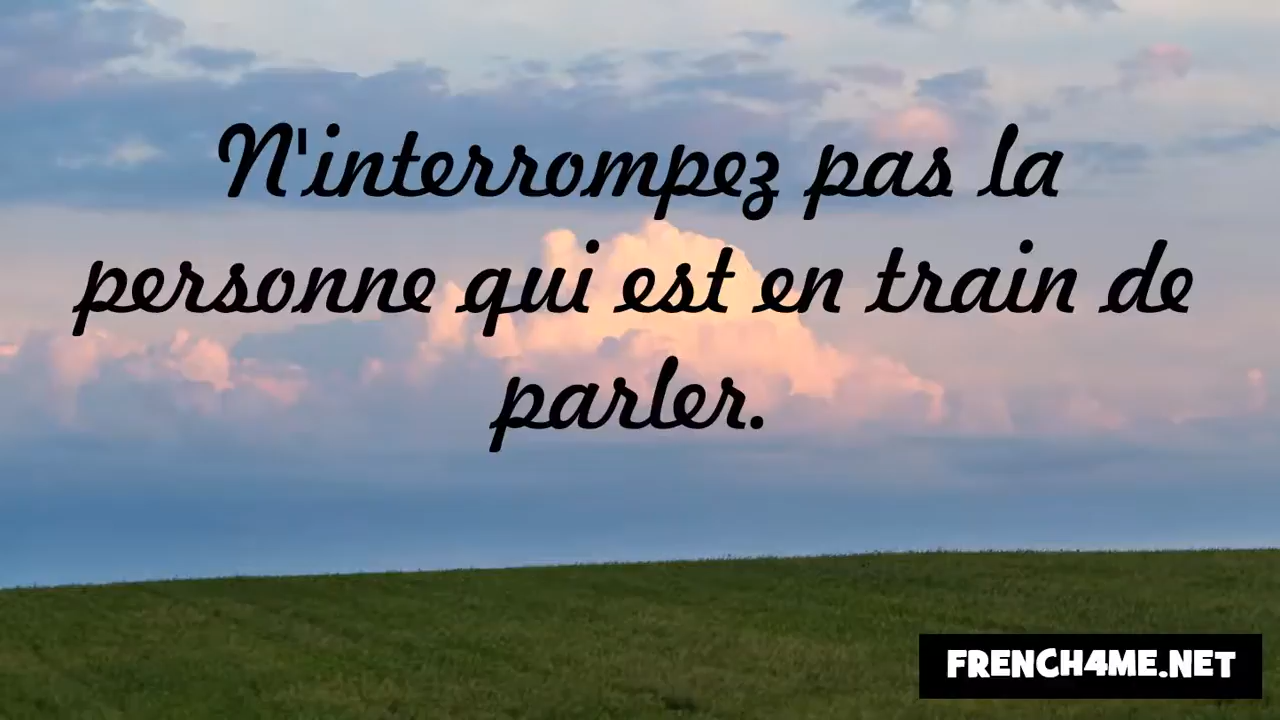 N'interrompez pas la
personne qui est en train de
parler.
FRENCH4ME.NET